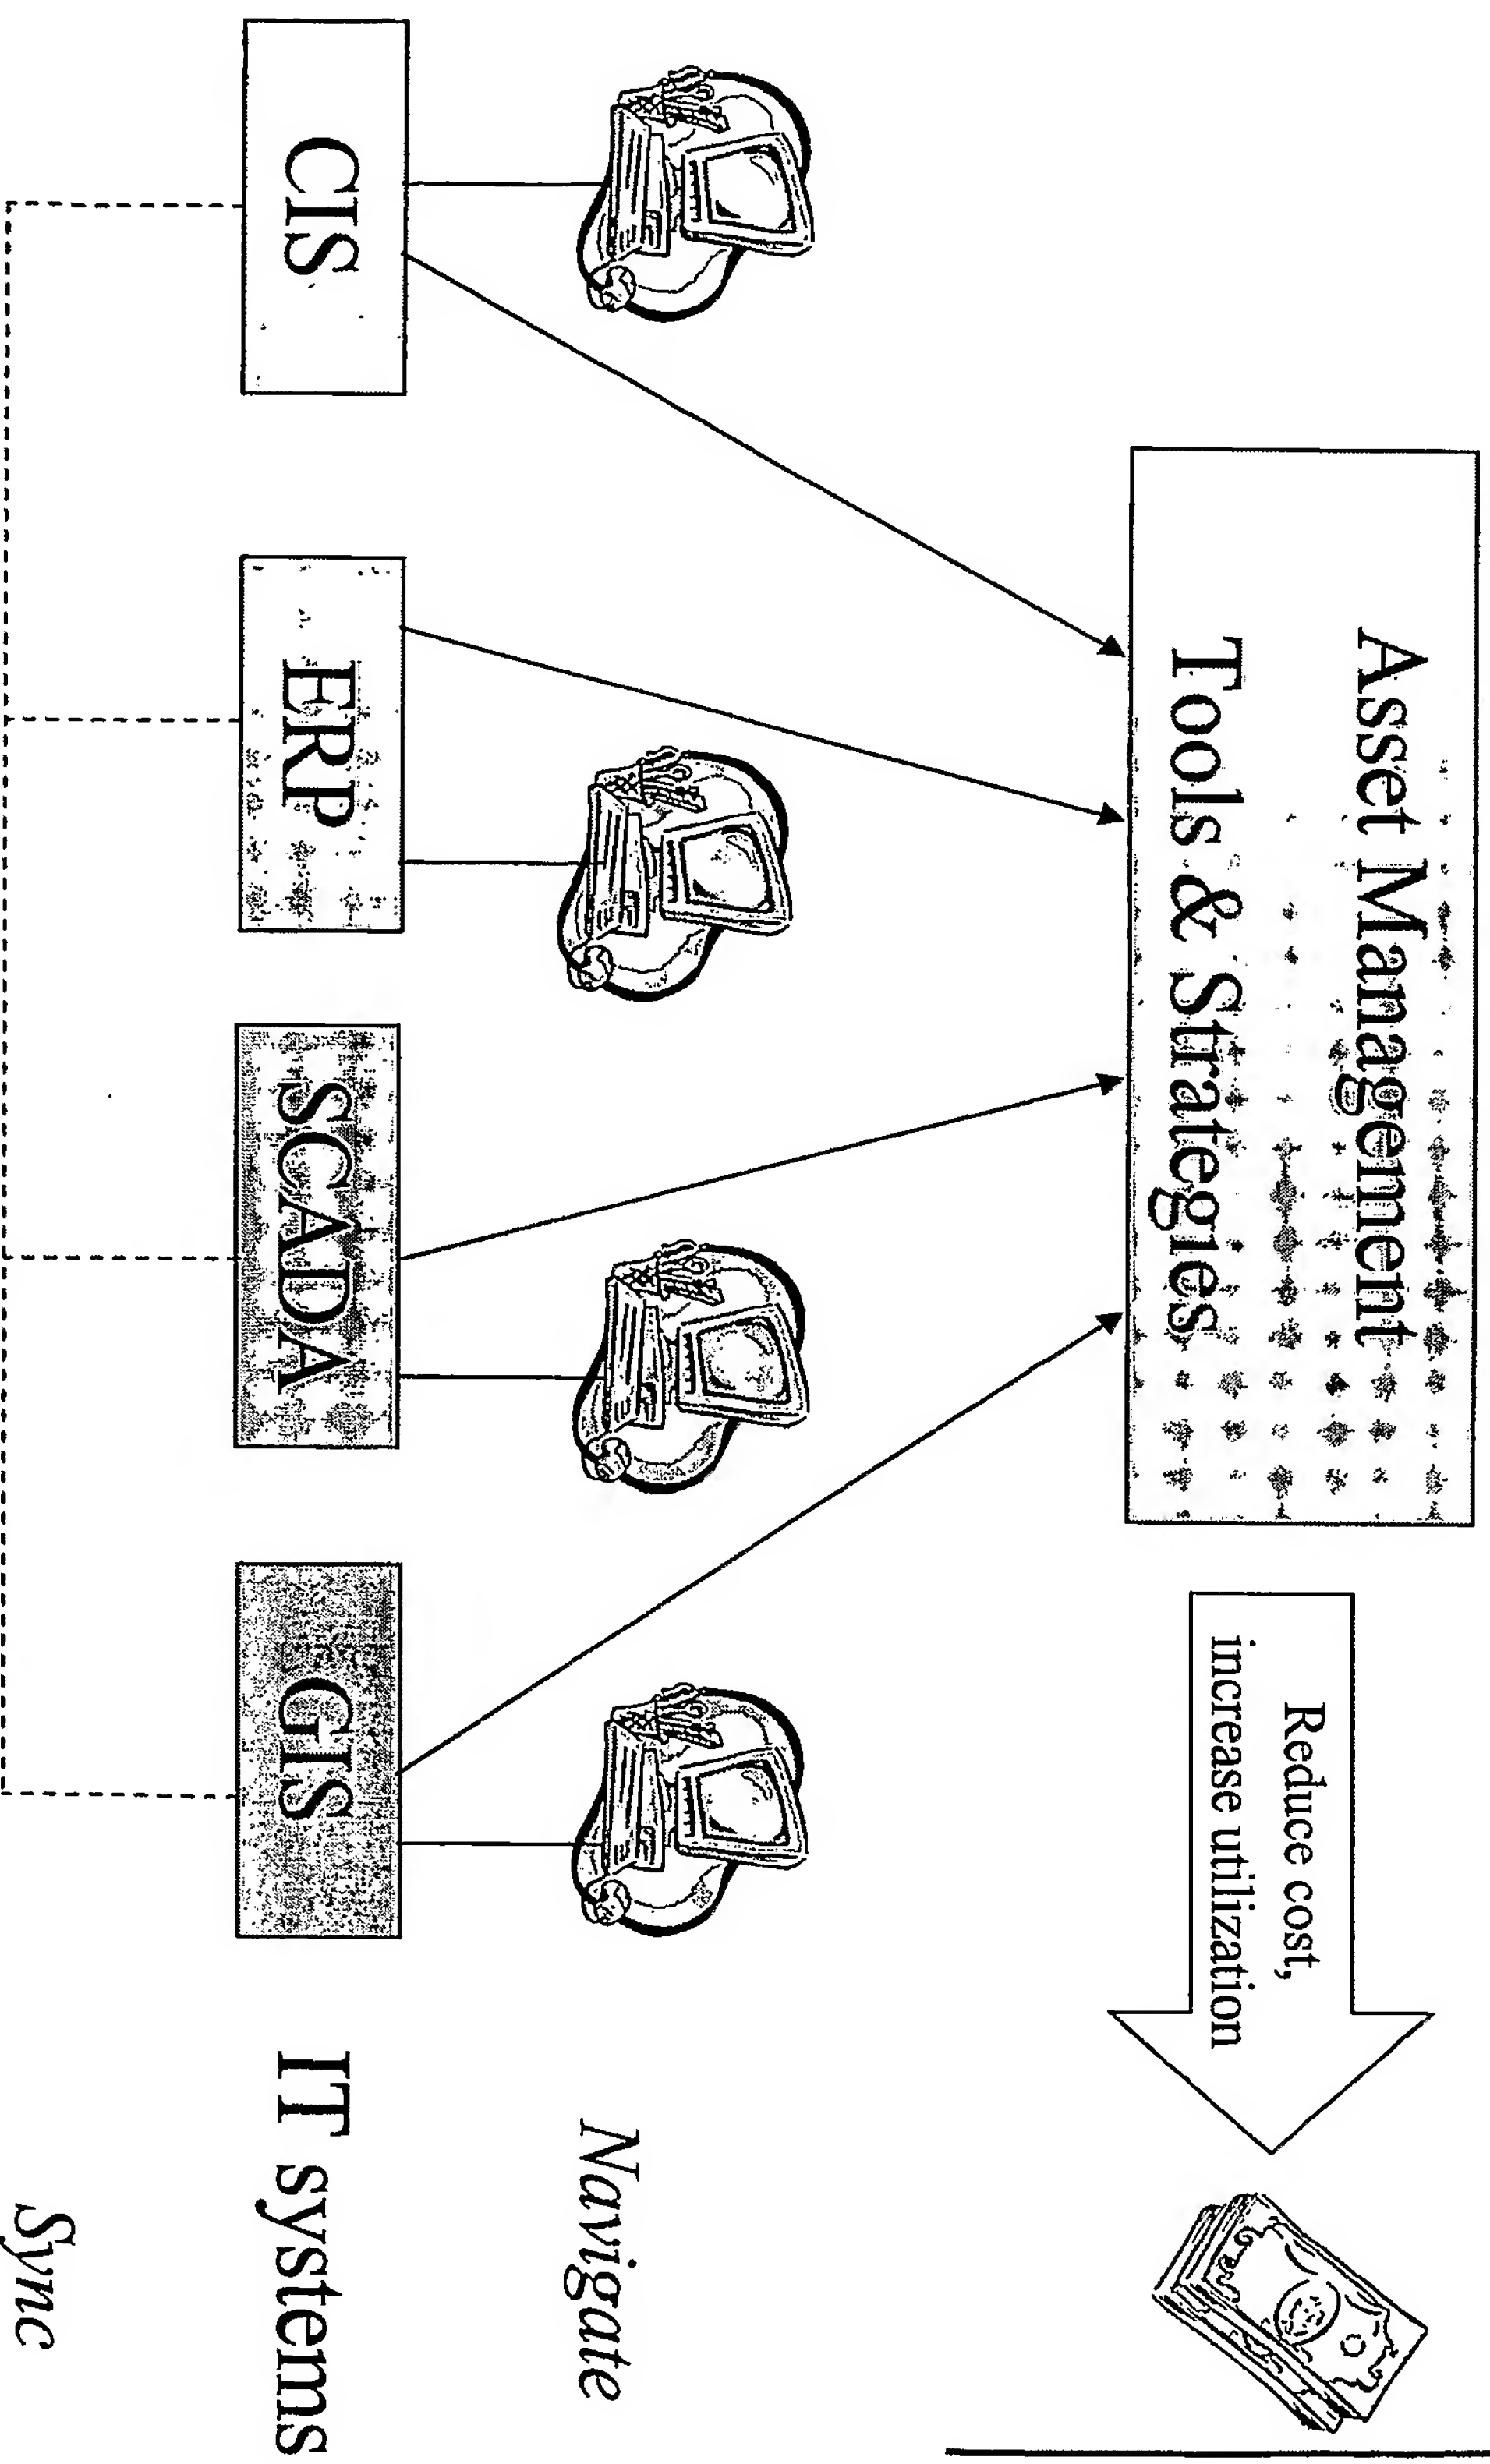 Asset Management
Tools & Strategies
Reduce cost,
increase utilization
Navigate
CIS
ERP
SCADA
GIS
IT systems
Sync